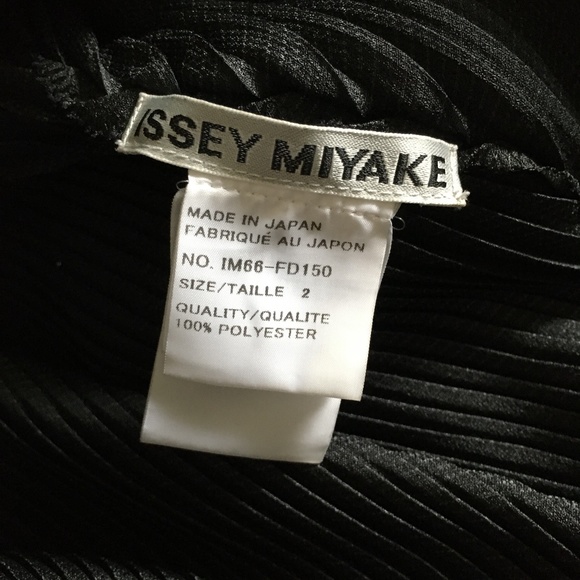 ISSEY MIYAKE
MADE IN JAPAN
FABRIQUÉ AU JAPON
NO. IM66-FD150
SIZE/TAILLE 2
QUALITY/QUALITE
100% POLYESTER